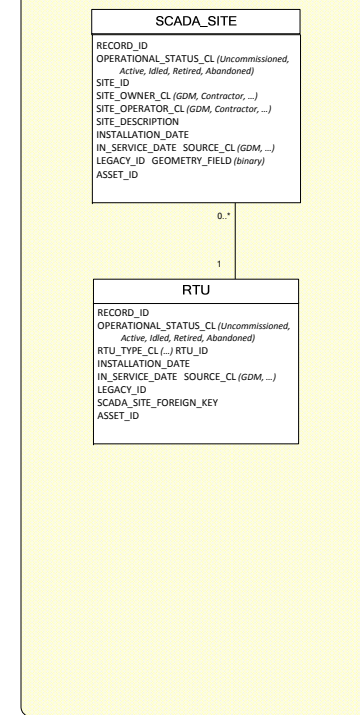 SCADA_SITE
RECORD_ID
OPERATIONAL_STATUS_CL (Uncommissioned,
Active, Idled, Retired, Abandoned)
SITE_ID
SITE_OWNER_CL (GDM, Contractor, ...)
SITE_OPERATOR_CL (GDM, Contractor, ...)
SITE_DESCRIPTION
INSTALLATION_DATE
IN_SERVICE_DATE SOURCE_CL (GDM, ...)
LEGACY_ID GEOMETRY_FIELD (binary)
ASSET_ID
0..*
1
RTU
RECORD_ID
OPERATIONAL_STATUS_CL (Uncommissioned,
Active, Idled, Retired, Abandoned)
RTU_TYPE_CL (...) RTU_ID
INSTALLATION_DATE
IN_SERVICE_DATE SOURCE_CL (GDM, ...)
LEGACY_ID
SCADA_SITE_FOREIGN_KEY
ASSET_ID